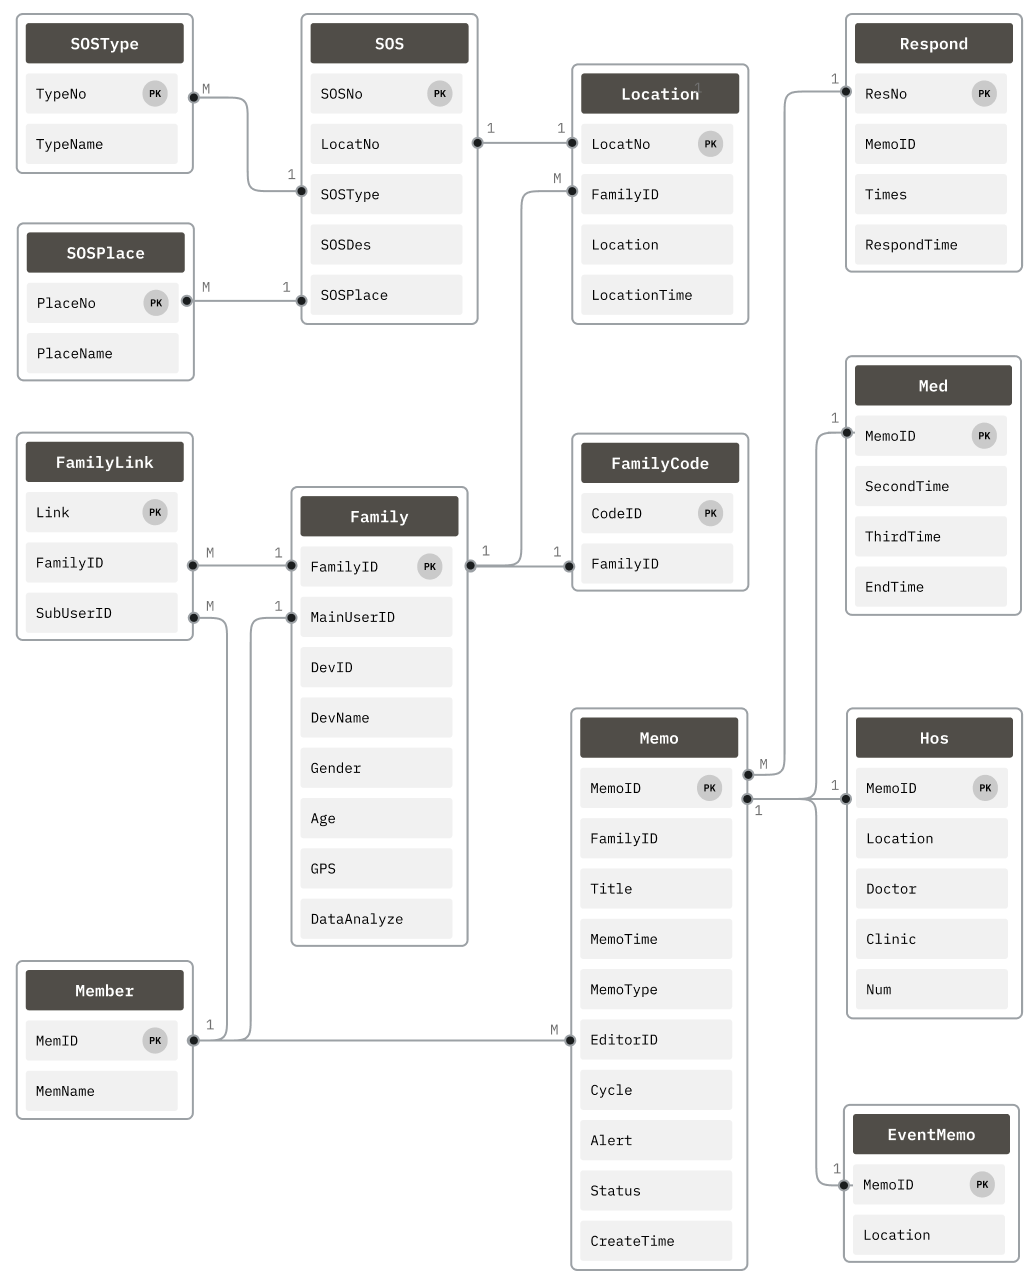 SOSType
TypeNo PK
TypeName
M
1
SOS
SOSNo PK
LocatNo
SOSType
SOSDes
SOSPlace
1
1
Location
1
LocatNo PK
FamilyID
Location
LocationTime
M
Respond
1
ResNo PK
MemoID
Times
RespondTime
SOSPlace
PlaceNo PK
PlaceName
M
1
FamilyLink
Link PK
FamilyID
SubUserID
M
1
M
1
Family
FamilyID PK
MainUserID
DevID
DevName
Gender
Age
GPS
DataAnalyze
1
1
FamilyCode
CodeID PK
FamilyID
Med
1
MemoID PK
SecondTime
ThirdTime
EndTime
Memo
MemoID PK
FamilyID
Title
MemoTime
MemoType
EditorID
Cycle
Alert
Status
CreateTime
M
1
1
Hos
MemoID PK
Location
Doctor
Clinic
Num
Member
MemID PK
MemName
1
M
EventMemo
1
MemoID PK
Location